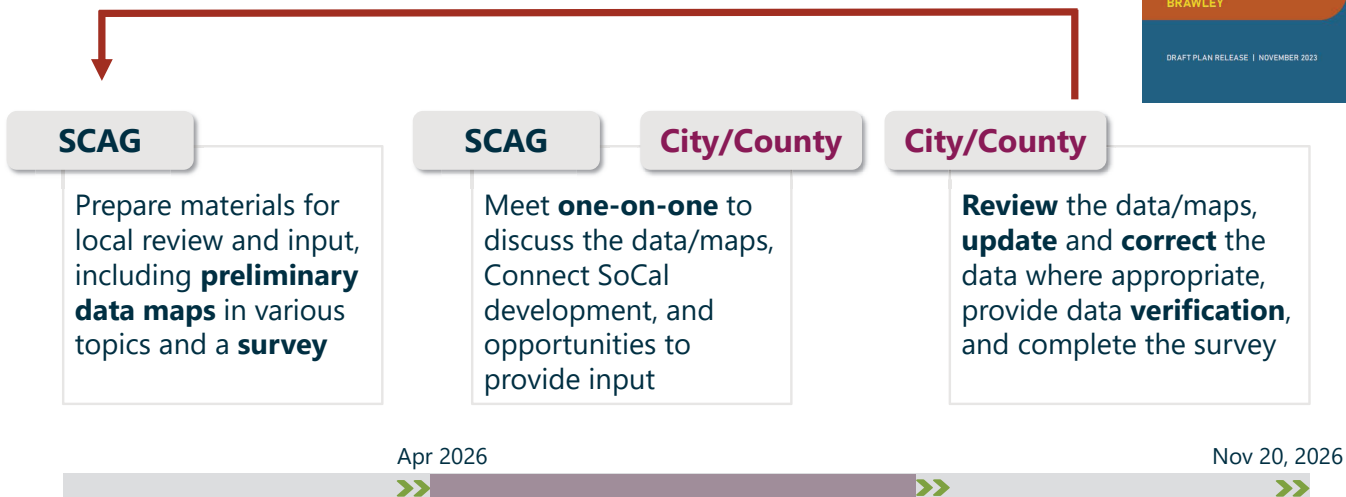 BRAWLEY
DRAFT PLAN RELEASE | NOVEMBER 2023
SCAG
Prepare materials for
local review and input,
including preliminary
data maps in various
topics and a survey
SCAG
City/County
Meet one-on-one to
discuss the data/maps,
Connect SoCal
development, and
opportunities to
provide input
City/County
Review the data/maps,
update and correct the
data where appropriate,
provide data verification,
and complete the survey
Apr 2026
Nov 20, 2026